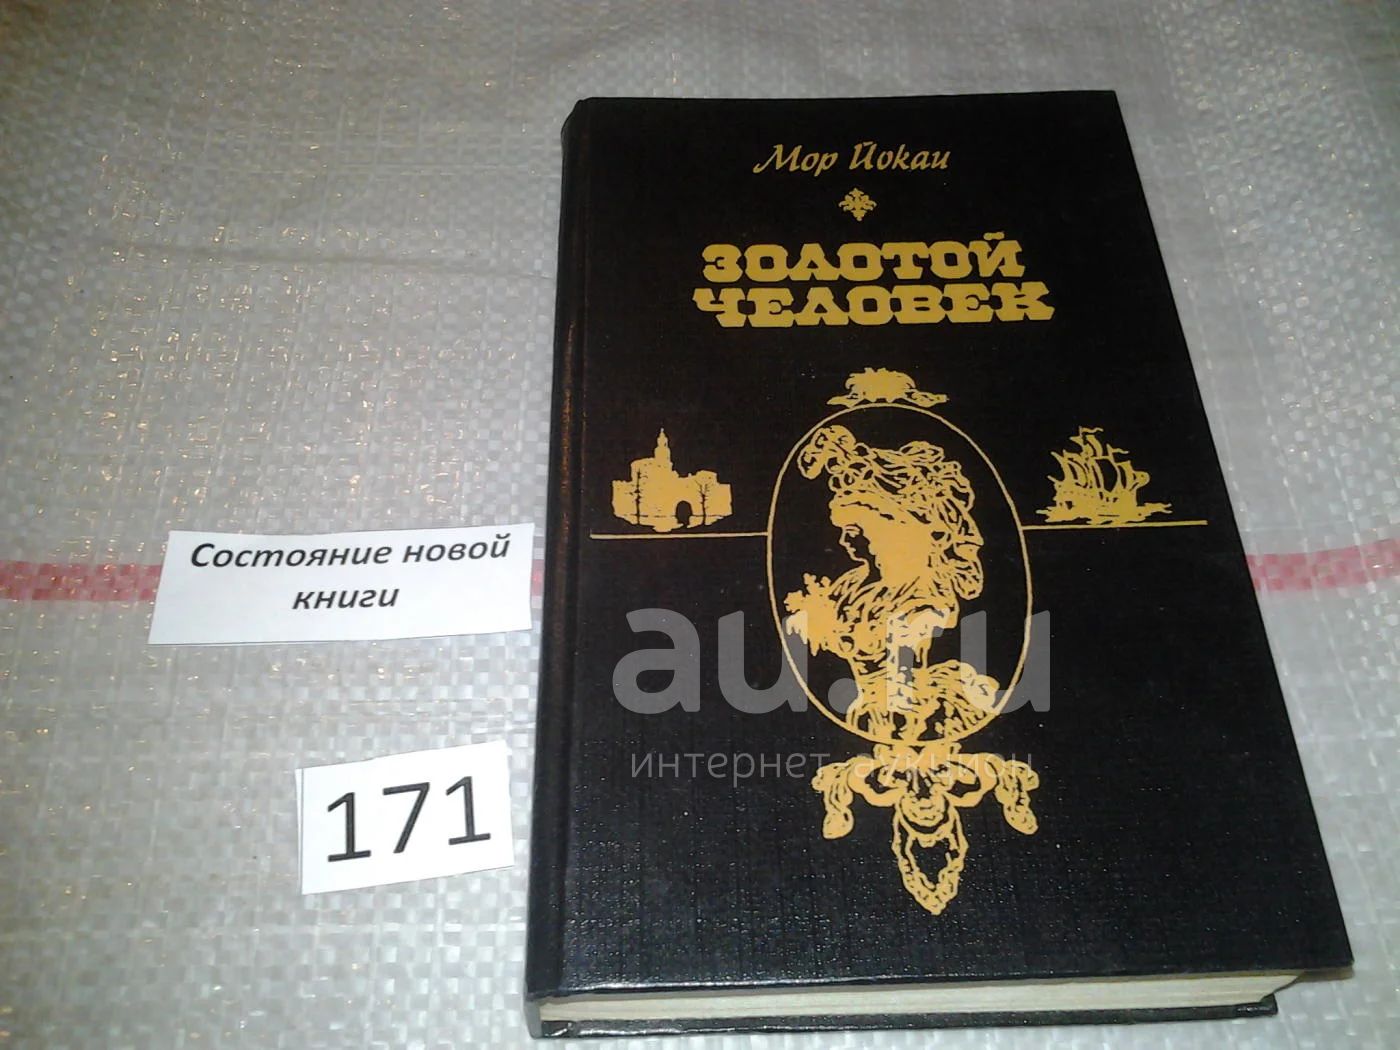 Мор Йокаи
ЗОЛОТОЙ
ЧЕЛОВЕК
Состояние новой
книги
171
au.ru
интернет аукцион